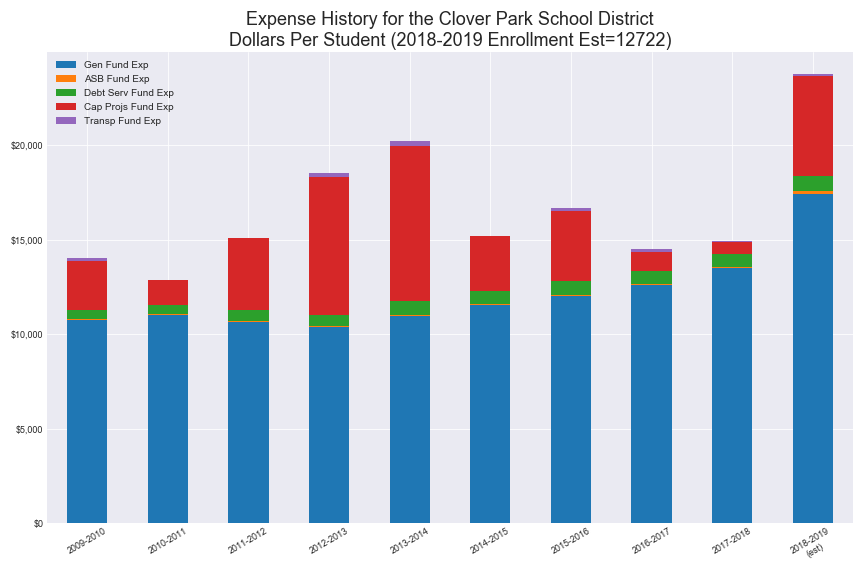 Expense History for the Clover Park School District
Dollars Per Student (2018-2019 Enrollment Est=12722)
Gen Fund Exp
ASB Fund Exp
Debt Serv Fund Exp
Cap Projs Fund Exp
Transp Fund Exp
$20,000
$15,000
$10,000
$5,000
$0
2009-2010
2010-2011
2011-2012
2012-2013
2013-2014
2014-2015
2015-2016
2016-2017
2017-2018
2018-2019
(est)